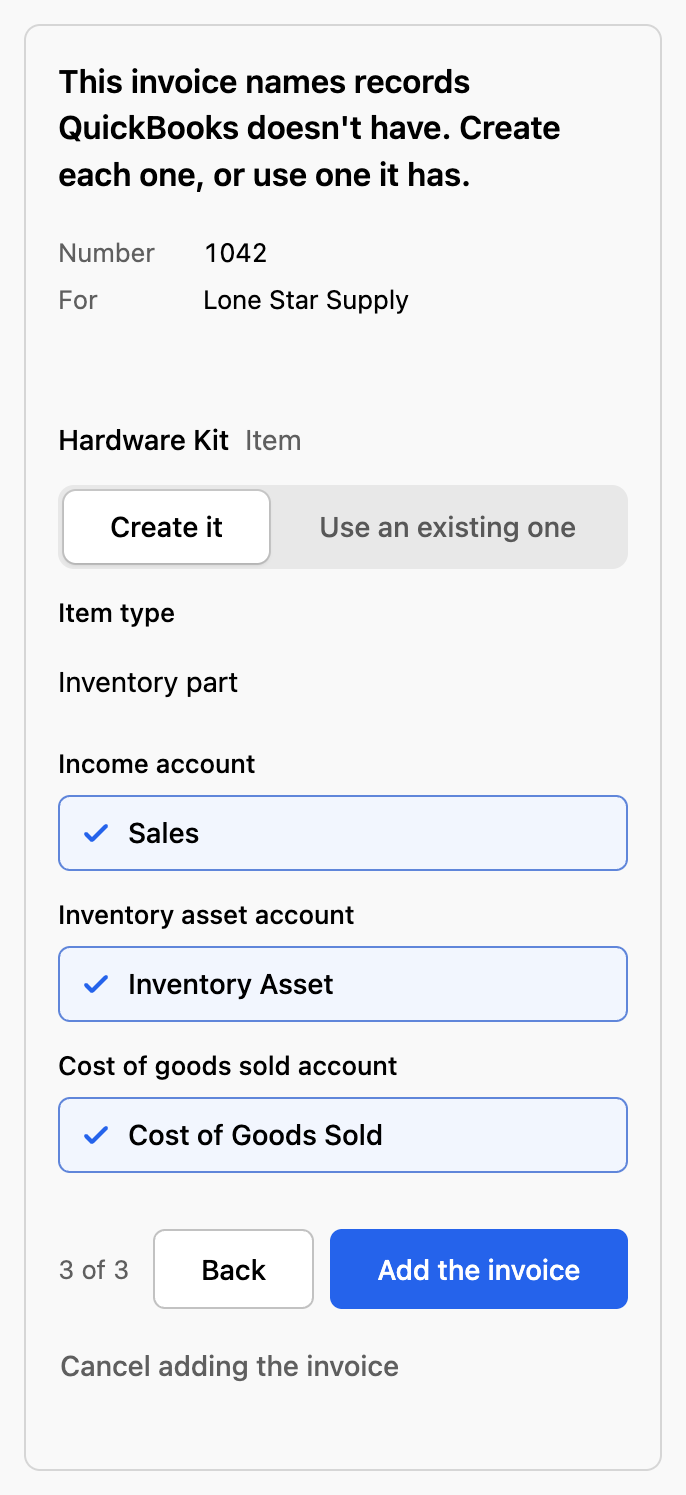 This invoice names records
QuickBooks doesn't have. Create
each one, or use one it has.
Number 1042
For Lone Star Supply
Hardware Kit Item
Create it Use an existing one
Item type
Inventory part
Income account
Sales
Inventory asset account
Inventory Asset
Cost of goods sold account
Cost of Goods Sold
3 of 3 Back Add the invoice
Cancel adding the invoice